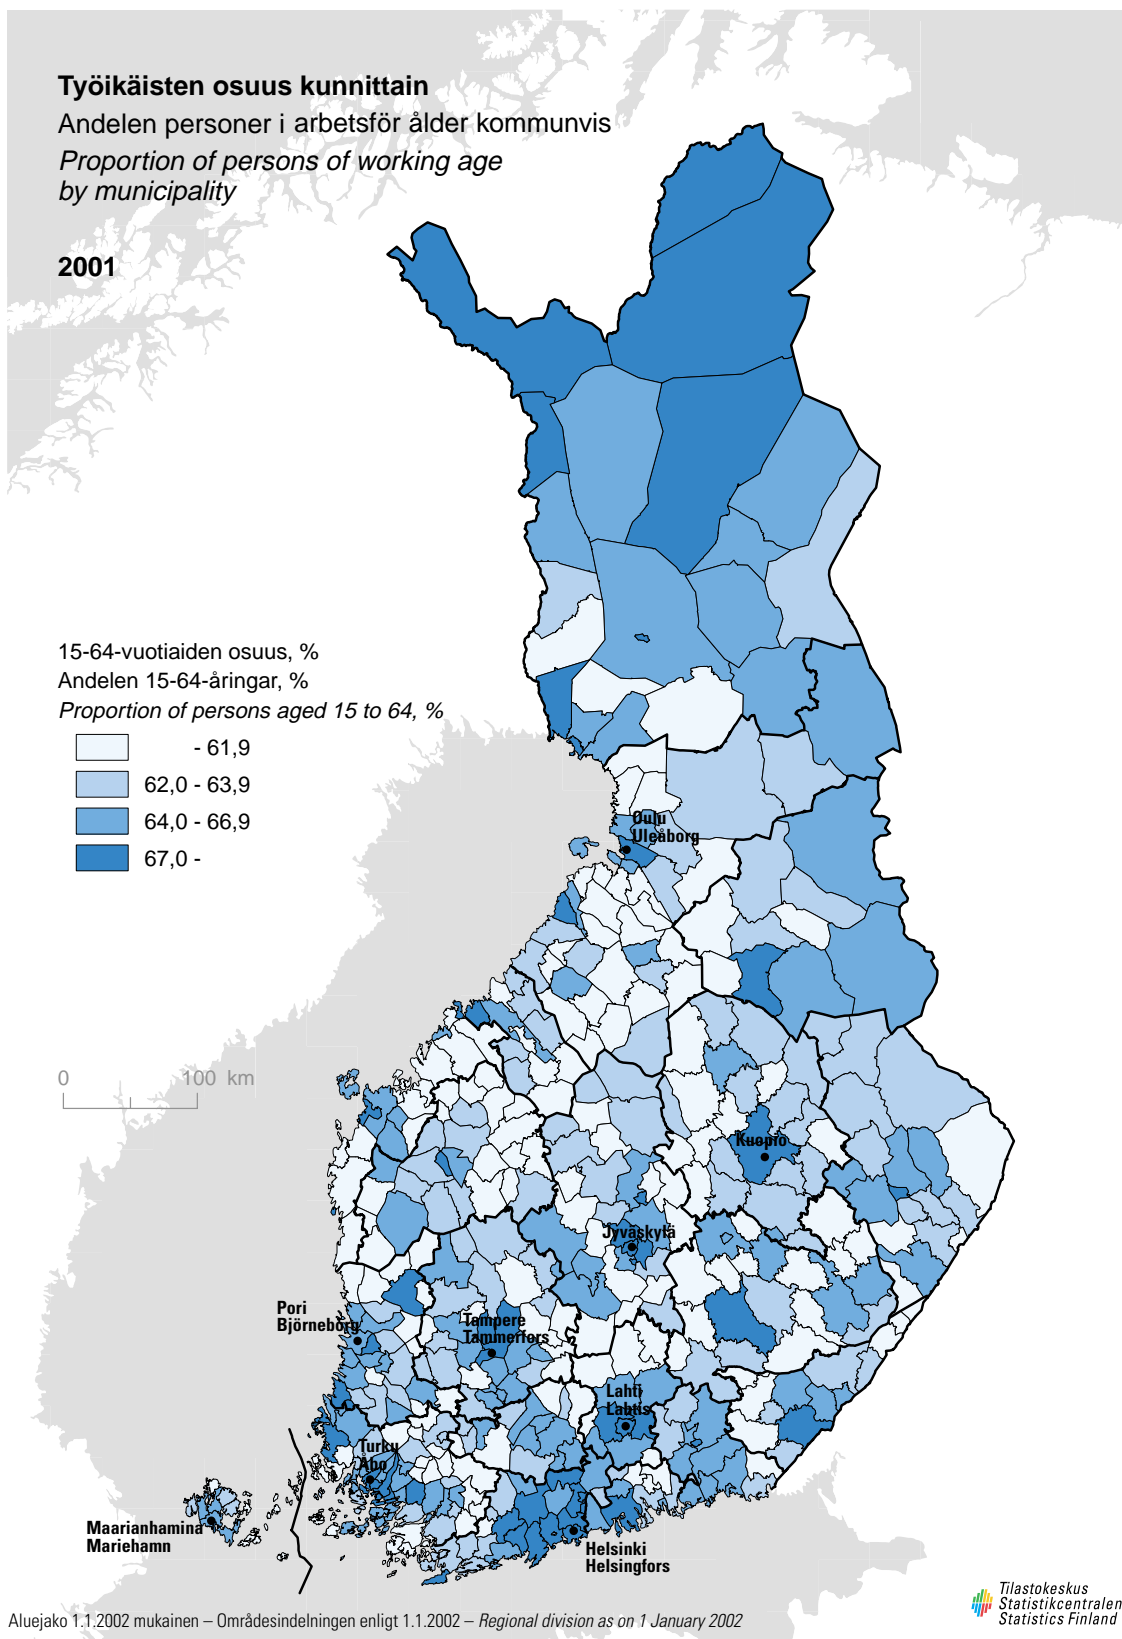 Työikäisten osuus kunnittain
Andelen personer i arbetsför ålder kommunvis
Proportion of persons of working age
by municipality
2001
15-64-vuotiaiden osuus, %
Andelen 15-64-åringar, %
Proportion of persons aged 15 to 64, %
- 61,9
62,0 - 63,9
64,0 - 66,9
67,0 -
Oulu
Uleåborg
0 100 km
Kuopio
Jyväskylä
Pori
Björneborg
Tampere
Tammerfors
Lahti
Lahtis
Turku
Åbo
Maarianhamina
Mariehamn
Helsinki
Helsingfors
Tilastokeskus
Statistikcentralen
Statistics Finland
Aluejako 1.1.2002 mukainen – Områdesindelningen enligt 1.1.2002 – Regional division as on 1 January 2002